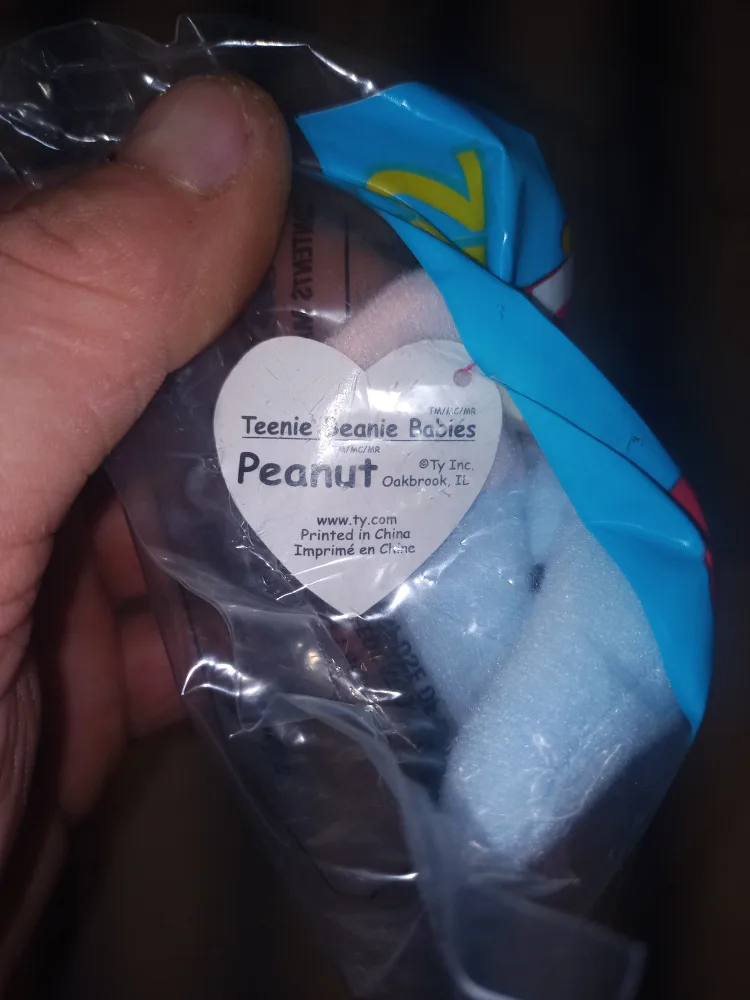 TM/MC/MR
Teenie Beanie Babies
M/MC/MR
Peanut
©Ty Inc.
Oakbrook, IL
www.ty.com
Printed in China
Imprimé en Chine